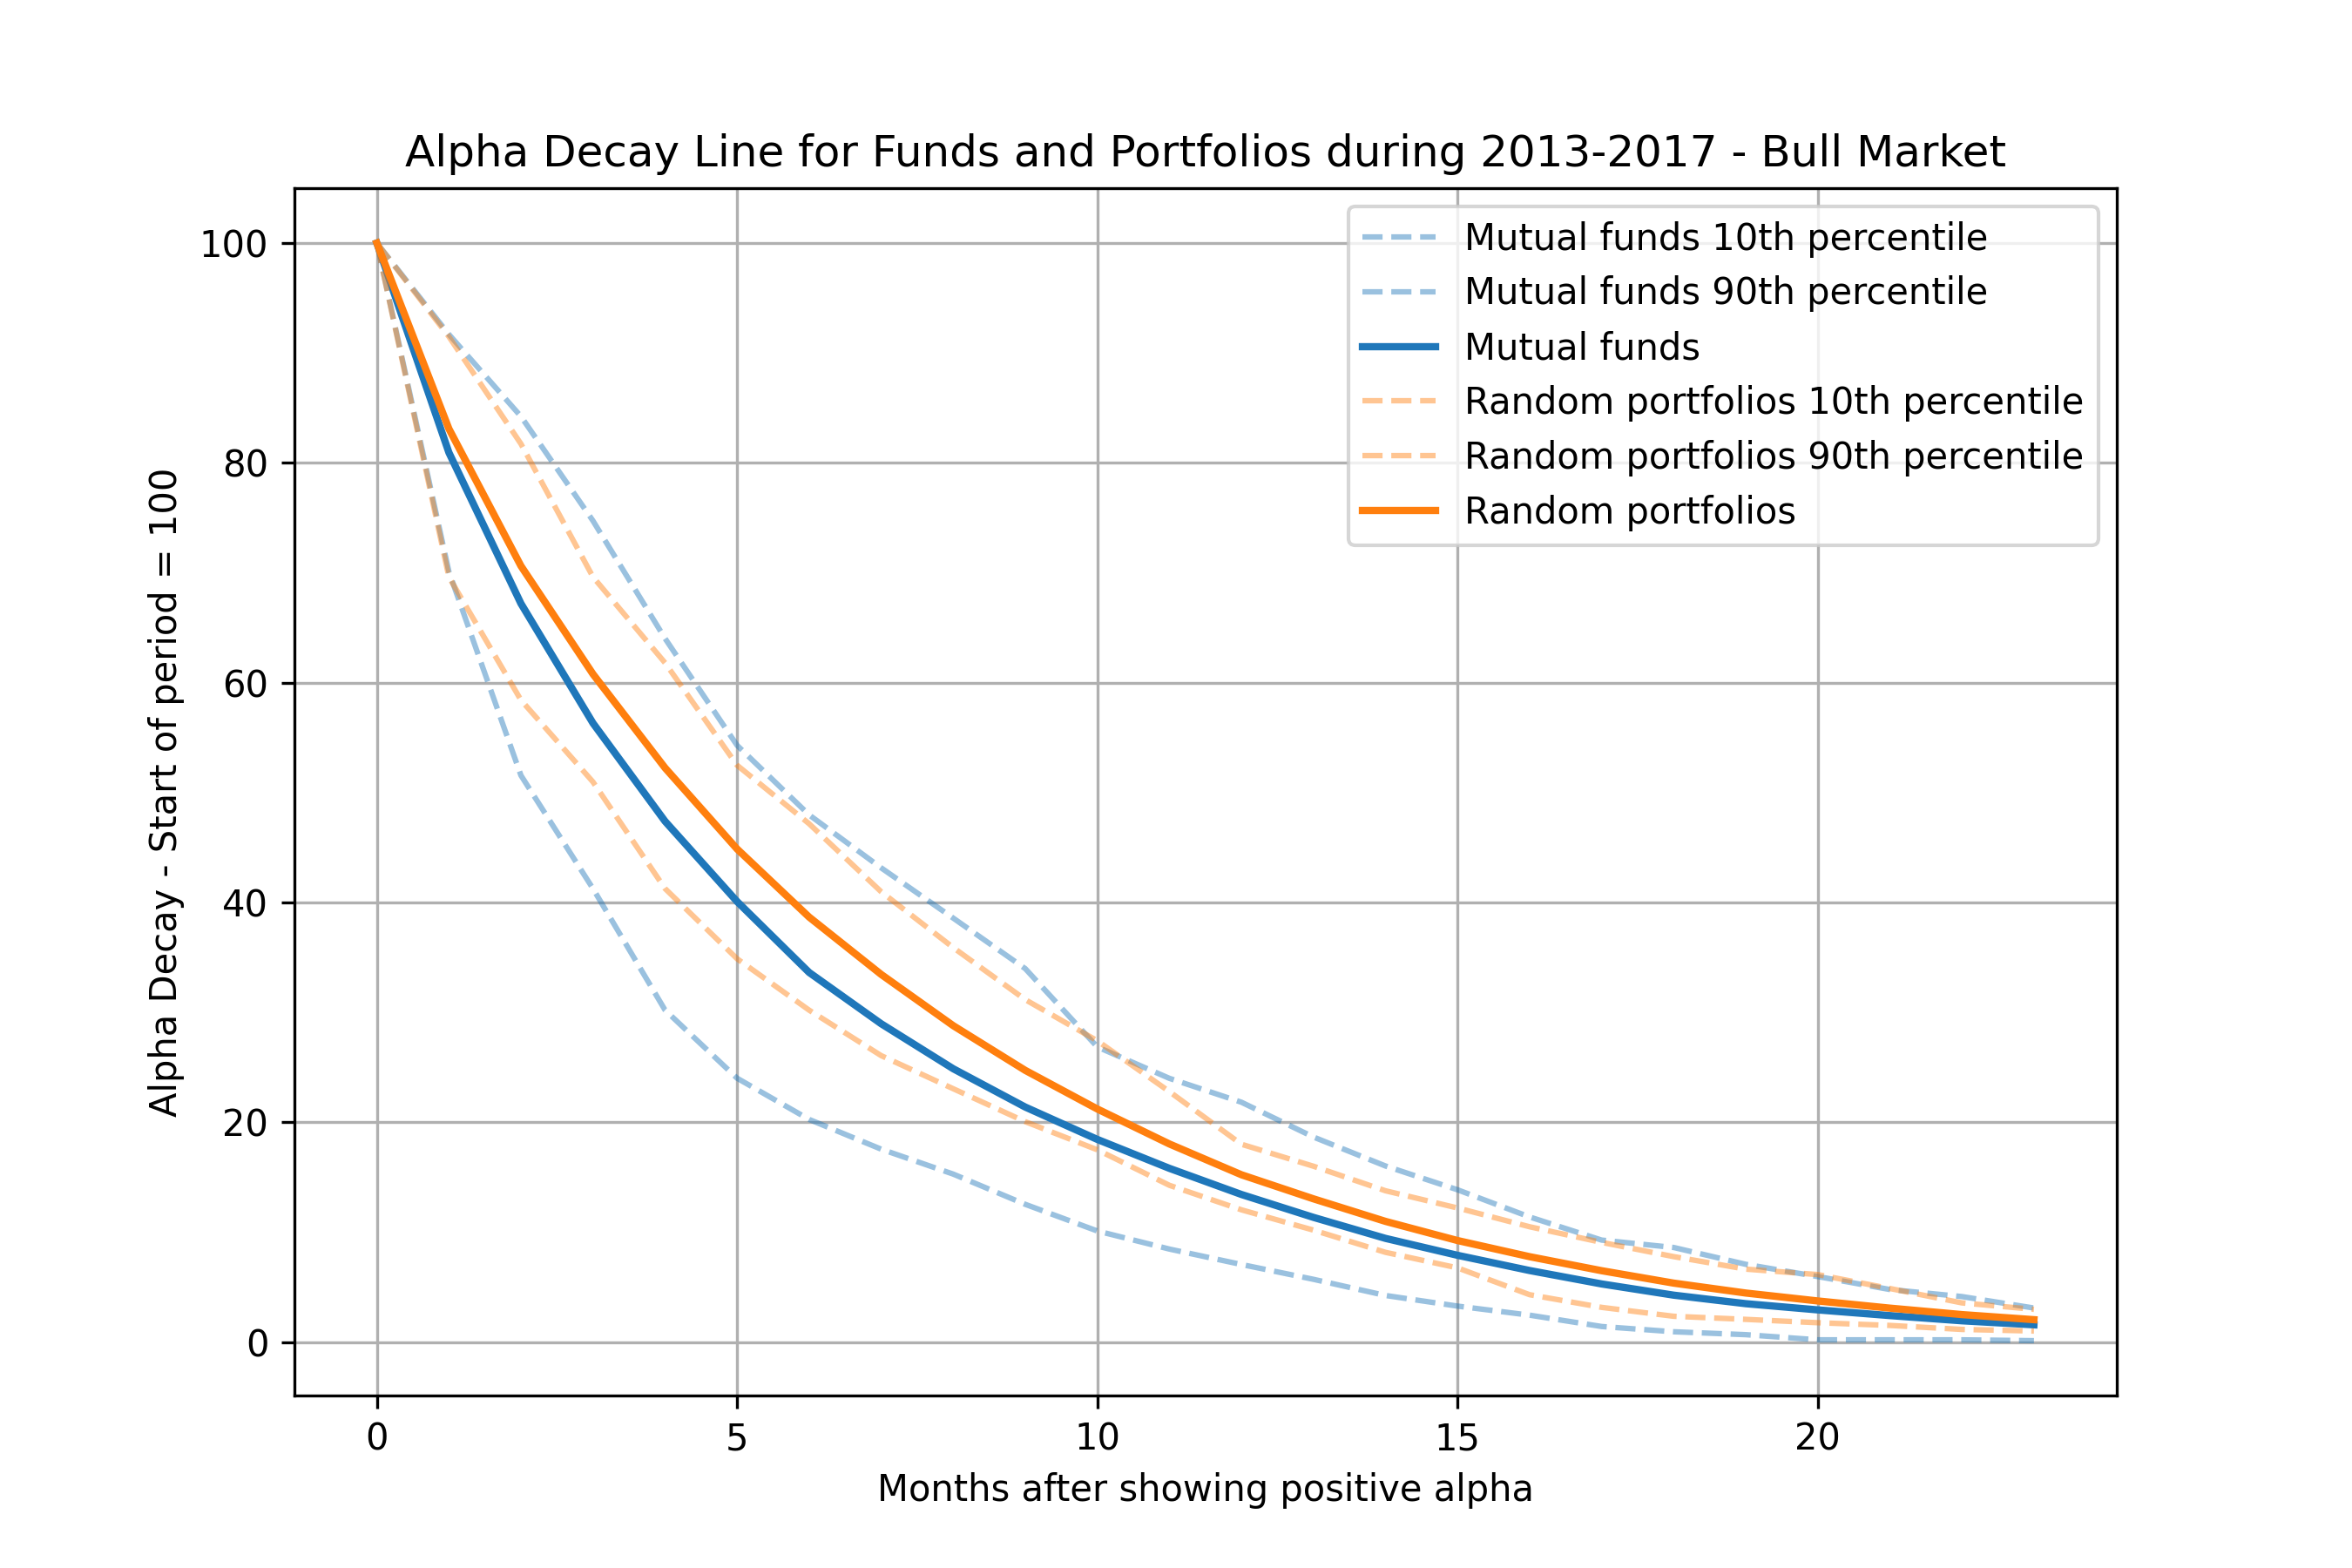 Alpha Decay Line for Funds and Portfolios during 2013-2017 - Bull Market
Mutual funds 10th percentile
Mutual funds 90th percentile
Mutual funds
Random portfolios 10th percentile
Random portfolios 90th percentile
Random portfolios
Alpha Decay - Start of period = 100
100
80
60
40
20
0
0 5 10 15 20
Months after showing positive alpha